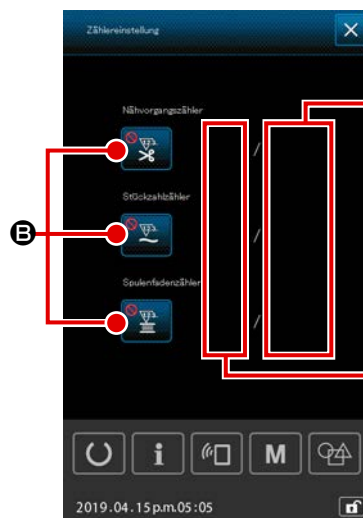 Zählereinstellung
Nähvorgangszähler
/
Stückzahlzähler
B
/
Spulenfadenzähler
/
i
M
2019.04.15p.m.05:05